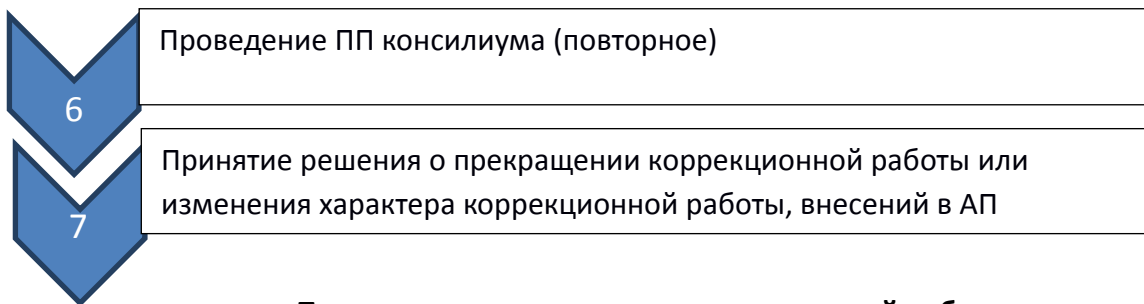 Проведение ПП консилиума (повторное)
6
Принятие решения о прекращении коррекционной работы или
изменения характера коррекционной работы, внесений в АП
7